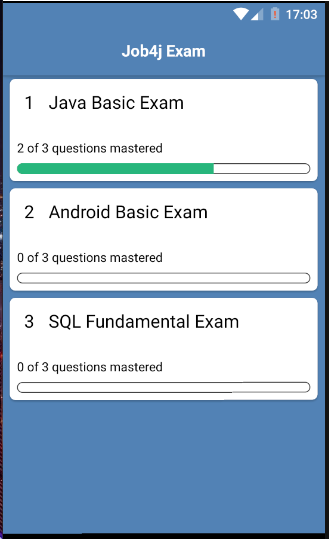 17:03
Job4j Exam
1 Java Basic Exam
2 of 3 questions mastered
2 Android Basic Exam
0 of 3 questions mastered
3 SQL Fundamental Exam
0 of 3 questions mastered